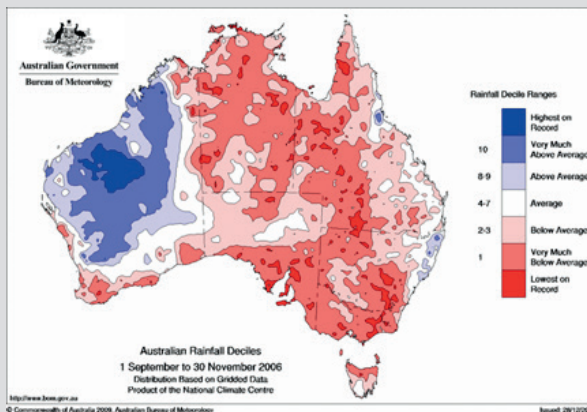 Australian Government
Bureau of Meteorology
Rainfall Decile Ranges
Highest on
Record
10
Very Much
Above Average
8-9
Above Average
4-7
Average
2-3
Below Average
1
Very Much
Below Average
Lowest on
Record
Australian Rainfall Deciles
1 September to 30 November 2006
Distribution Based on Gridded Data
Product of the National Climate Centre
http://www.bom.gov.au
© Commonwealth of Australia 2009, Australian Bureau of Meteorology
Issued: